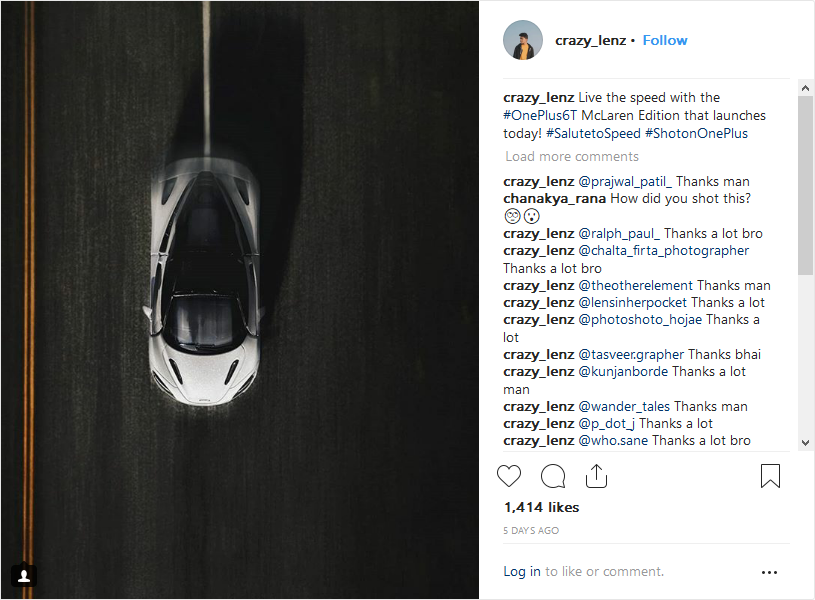 crazy_lenz • Follow
crazy_lenz Live the speed with the
#OnePlus6T McLaren Edition that launches
today! #SalutetoSpeed #ShotonOnePlus
Load more comments
crazy_lenz @prajwal_patil_ Thanks man
chanakya_rana How did you shot this?
🙄😮
crazy_lenz @ralph_paul_ Thanks a lot bro
crazy_lenz @chalta_firta_photographer
Thanks a lot bro
crazy_lenz @theotherelement Thanks man
crazy_lenz @lensinherpocket Thanks a lot
crazy_lenz @photoshoto_hojae Thanks a
lot
crazy_lenz @tasveergrapher Thanks bhai
crazy_lenz @kunjanborde Thanks a lot
man
crazy_lenz @wander_tales Thanks man
crazy_lenz @p_dot_j Thanks a lot
crazy_lenz @who.sane Thanks a lot bro
1,414 likes
5 DAYS AGO
Log in to like or comment.